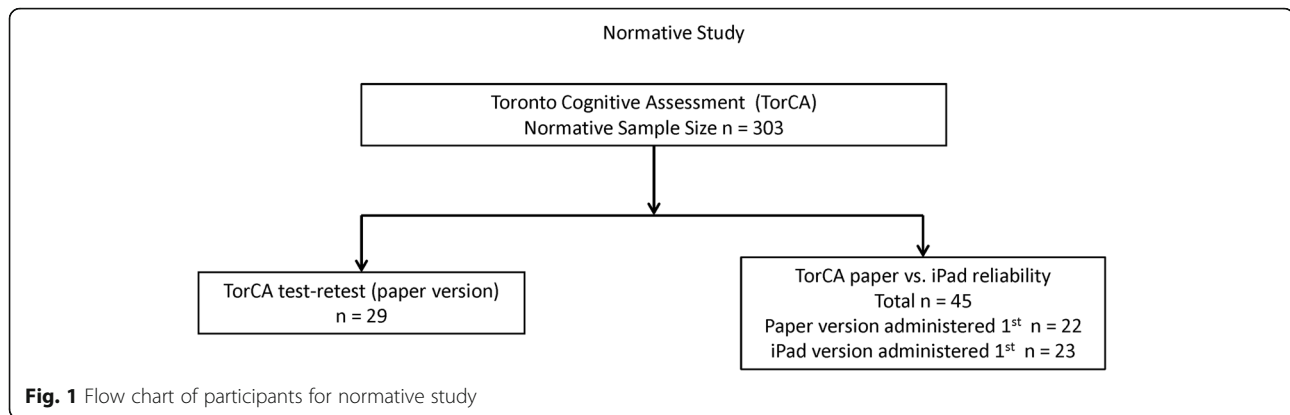 Normative Study
Toronto Cognitive Assessment (TorCA)
Normative Sample Size n = 303
TorCA test-retest (paper version)
n = 29
TorCA paper vs. iPad reliability
Total n = 45
Paper version administered 1st n = 22
iPad version administered 1st n = 23
Fig. 1 Flow chart of participants for normative study